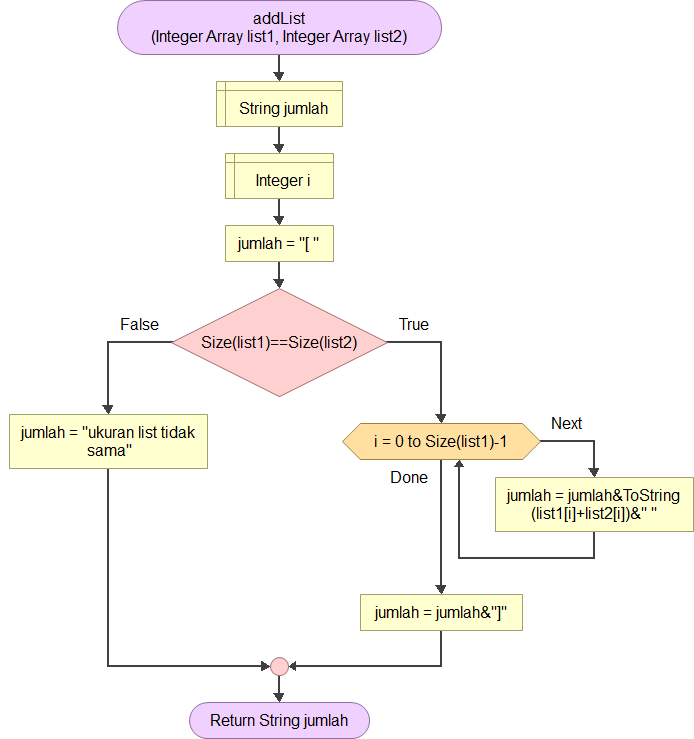 addList
(Integer Array list1, Integer Array list2)
String jumlah
Integer i
jumlah = "[ "
False
True
Size(list1)==Size(list2)
jumlah = "ukuran list tidak
sama"
i = 0 to Size(list1)-1
Next
Done
jumlah = jumlah&ToString
(list1[i]+list2[i])&" "
jumlah = jumlah&"]"
Return String jumlah